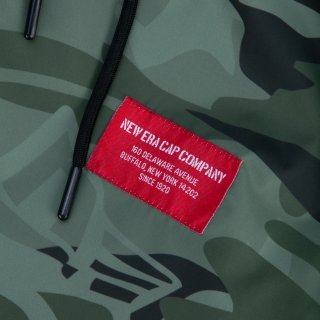 NEW ERA CAP COMPANY
160 DELAWARE AVENUE
BUFFALO, NEW YORK 14202
SINCE 1920